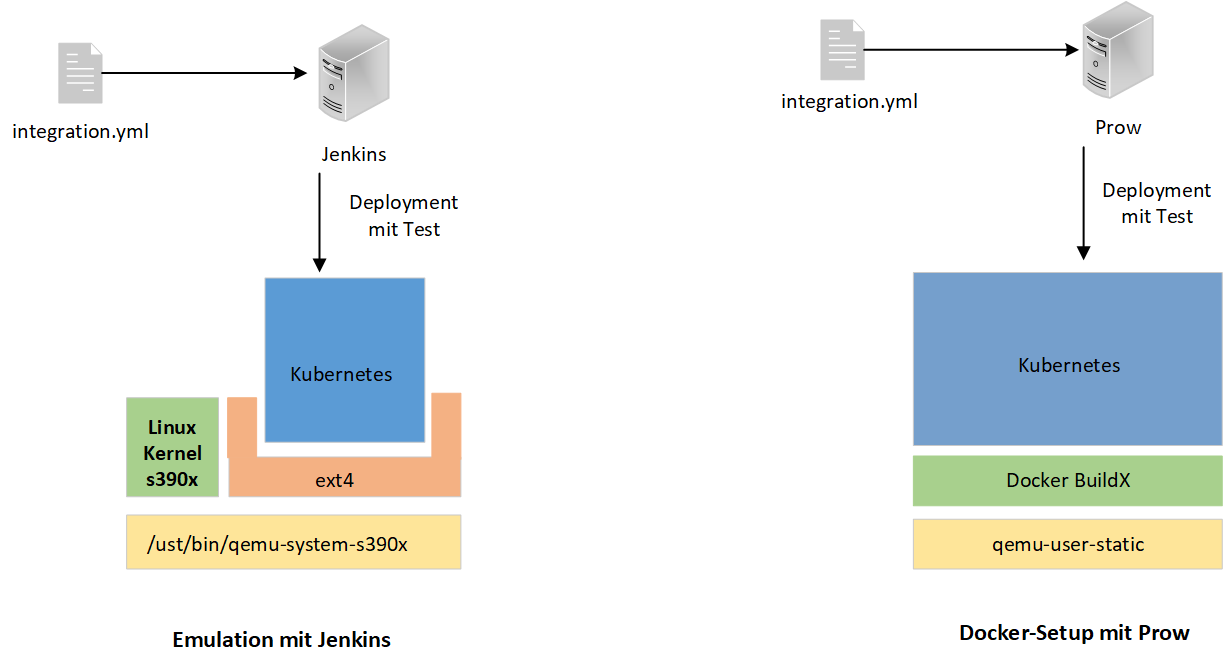 integration.yml
Jenkins
Deployment
mit Test
Kubernetes
Linux
Kernel
s390x
ext4
/ust/bin/qemu-system-s390x
Emulation mit Jenkins
integration.yml
Prow
Deployment
mit Test
Kubernetes
Docker BuildX
qemu-user-static
Docker-Setup mit Prow